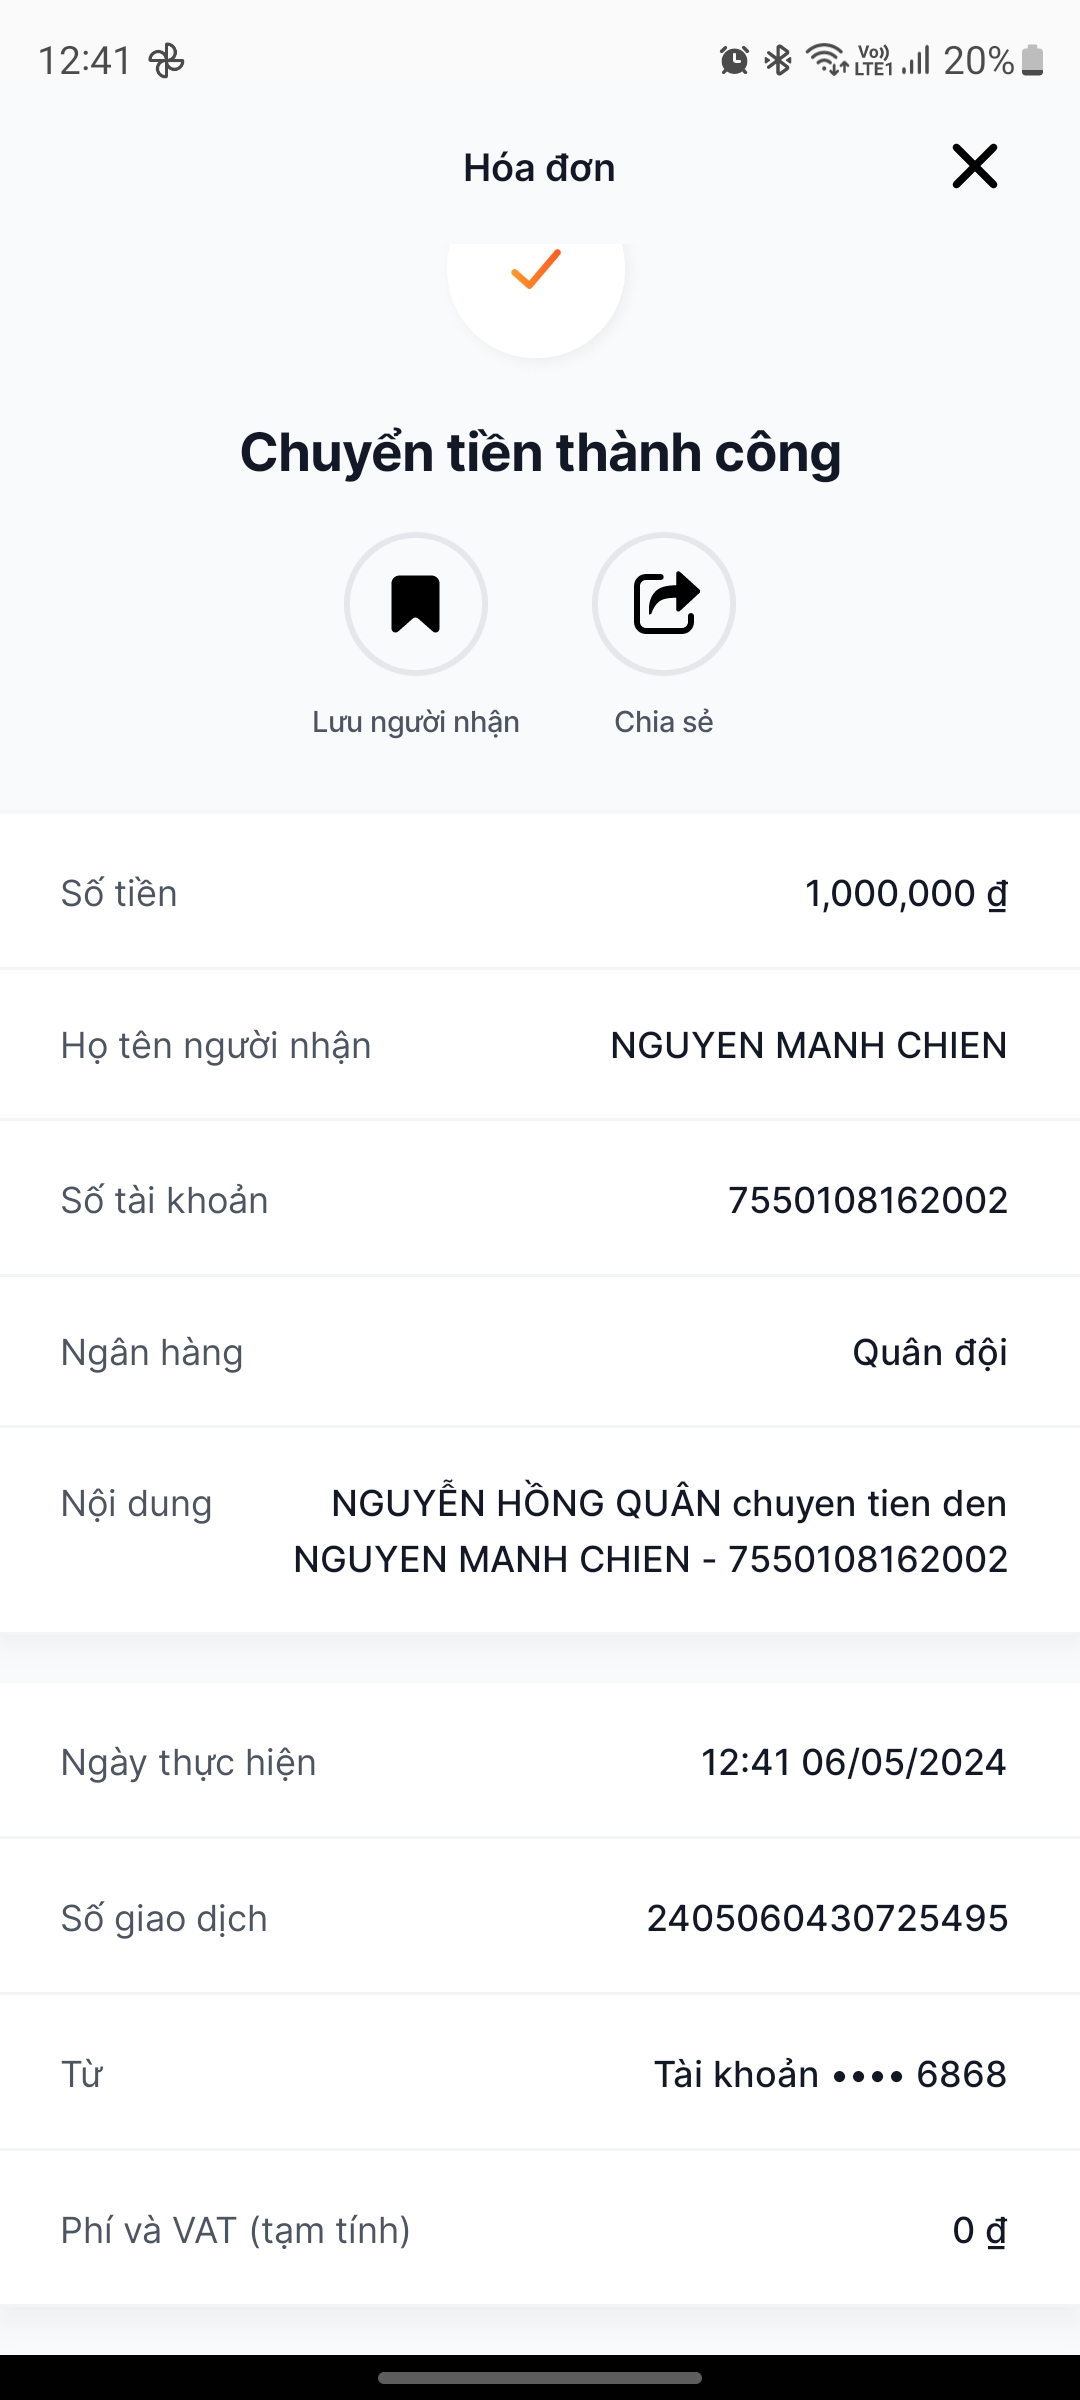 12:41
Vo))
LTE1
20%
Hóa đơn
Chuyển tiền thành công
Lưu người nhận
Chia sẻ
Số tiền
1,000,000 ₫
Họ tên người nhận
NGUYEN MANH CHIEN
Số tài khoản
7550108162002
Ngân hàng
Quân đội
Nội dung
NGUYỄN HỒNG QUÂN chuyen tien den
NGUYEN MANH CHIEN - 7550108162002
Ngày thực hiện
12:41 06/05/2024
Số giao dịch
2405060430725495
Từ
Tài khoản •••• 6868
Phí và VAT (tạm tính)
0 ₫